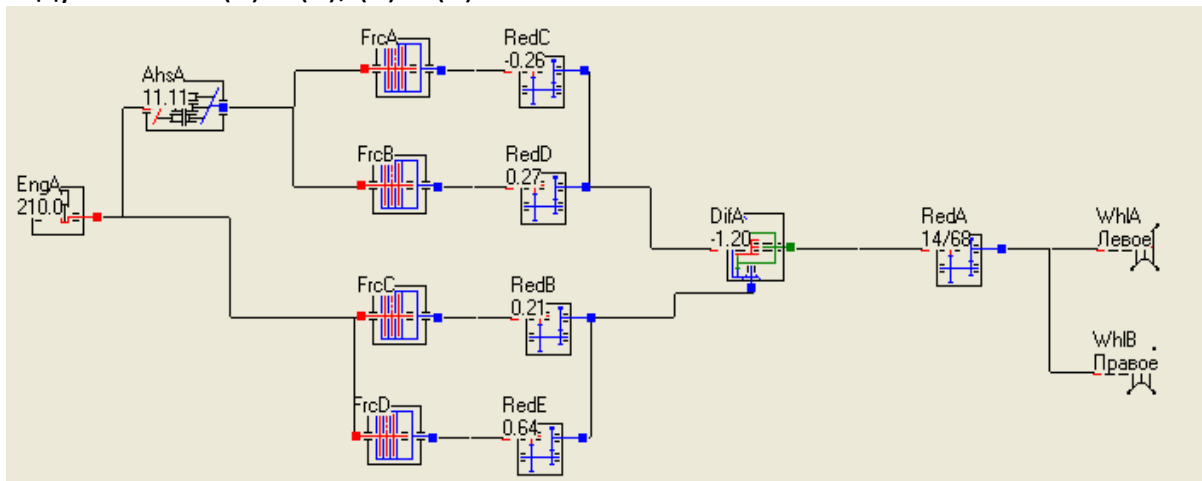 FrcA
-
RedC
-0.26
AhsA
11.11
FrcB
RedD
0.27
EngA
210.0
DifA
-1.20
RedA
14/68
WhlA
Левое
FrcC
RedB
0.21
WhlB
Правое
FrcD
RedE
0.64